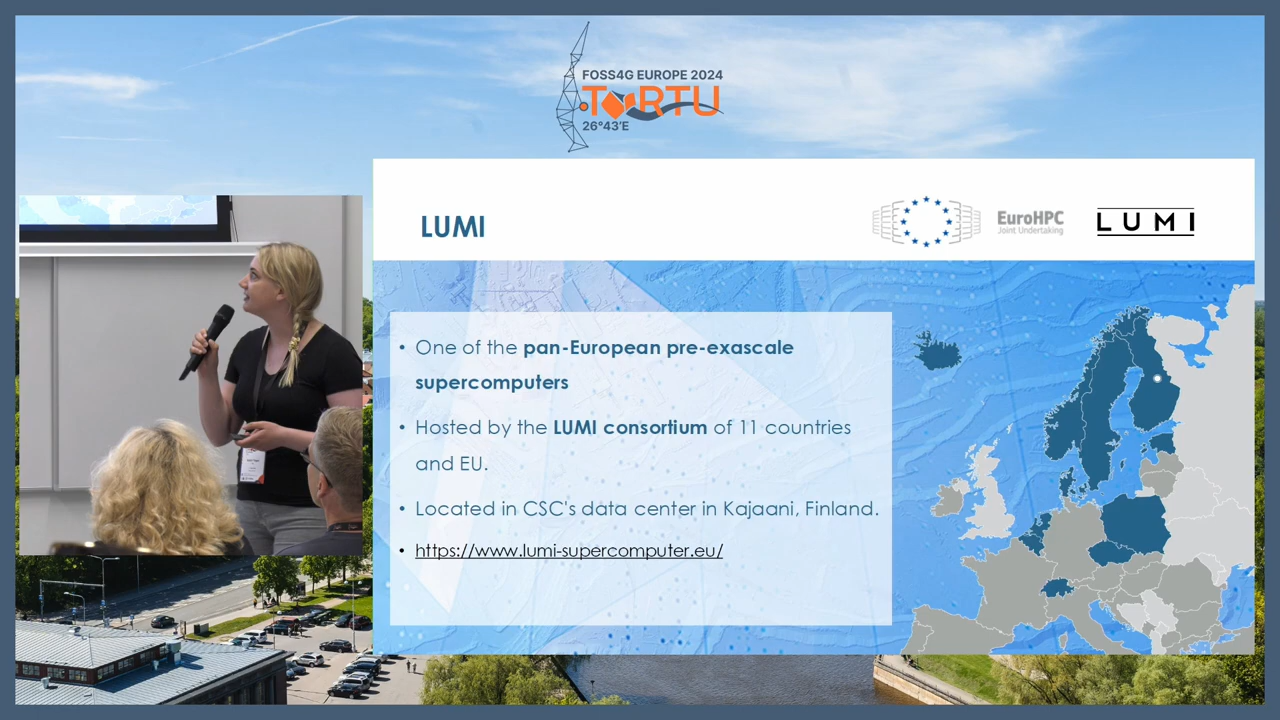 FOSS4G EUROPE 2024
TARTU
26°43'E
LUMI
EuroHPC
Joint Undertaking
LUMI
• One of the pan-European pre-exascale
supercomputers
• Hosted by the LUMI consortium of 11 countries
and EU.
• Located in CSC's data center in Kajaani, Finland.
• https://www.lumi-supercomputer.eu/